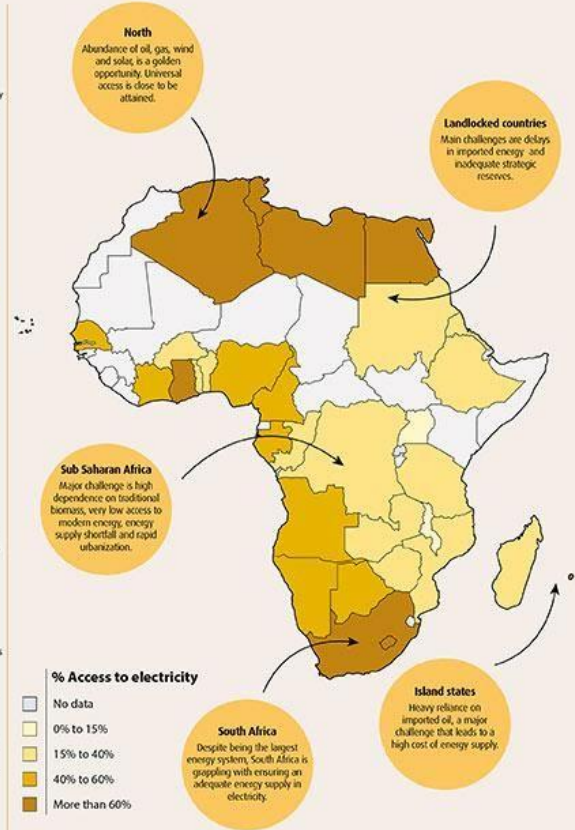 North
Abundance of oil, gas, wind
and solar, is a golden
opportunity. Universal
access is close to be
attained.
Landlocked countries
Main challenges are delays
in imported energy and
inadequate strategic
reserves.
Sub Saharan Africa
Major challenge is high
dependence on traditional
biomass, very low access to
modern energy, energy
supply shortfall and rapid
urbanization.
% Access to electricity
No data
0% to 15%
15% to 40%
40% to 60%
More than 60%
South Africa
Despite being the largest
energy system, South Africa is
grappling with ensuring an
adequate energy supply in
electricity.
Island states
Heavy reliance on
imported oil, a major
challenge that leads to a
high cost of energy supply.